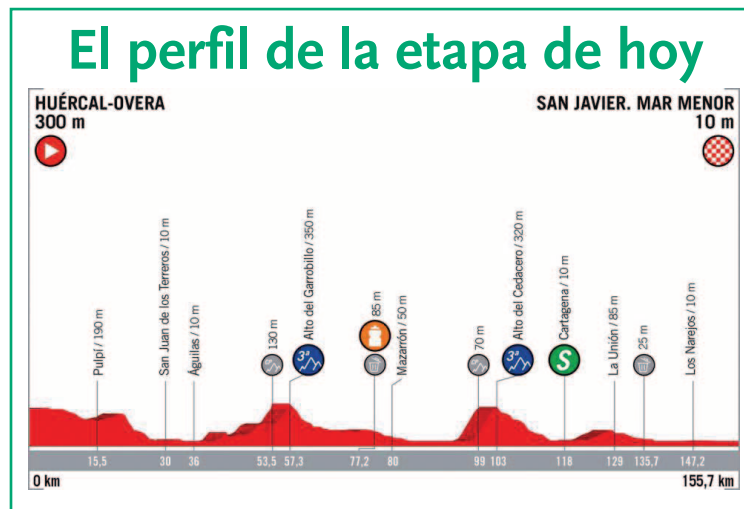 El perfil de la etapa de hoy
HUÉRCAL-OVERA
300 m
SAN JAVIER. MAR MENOR
10 m
Pulpí / 190 m
San Juan de los Terreros / 10 m
Águilas / 10 m
130 m
Alto del Garrobillo / 350 m
3ª
85 m
Mazarrón / 50 m
70 m
Alto del Cedacero / 320 m
3ª
Cartagena / 10 m
S
La Unión / 85 m
25 m
Los Narejos / 10 m
15,5 30 36 53,5 57,3 77,2 80 99 103 118 129 135,7 147,2
0 km
155,7 km